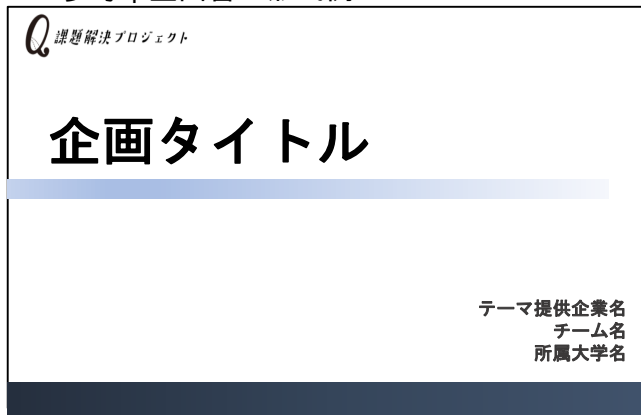 Q 課題解決プロジェクト
企画タイトル
テーマ提供企業名
チーム名
所属大学名